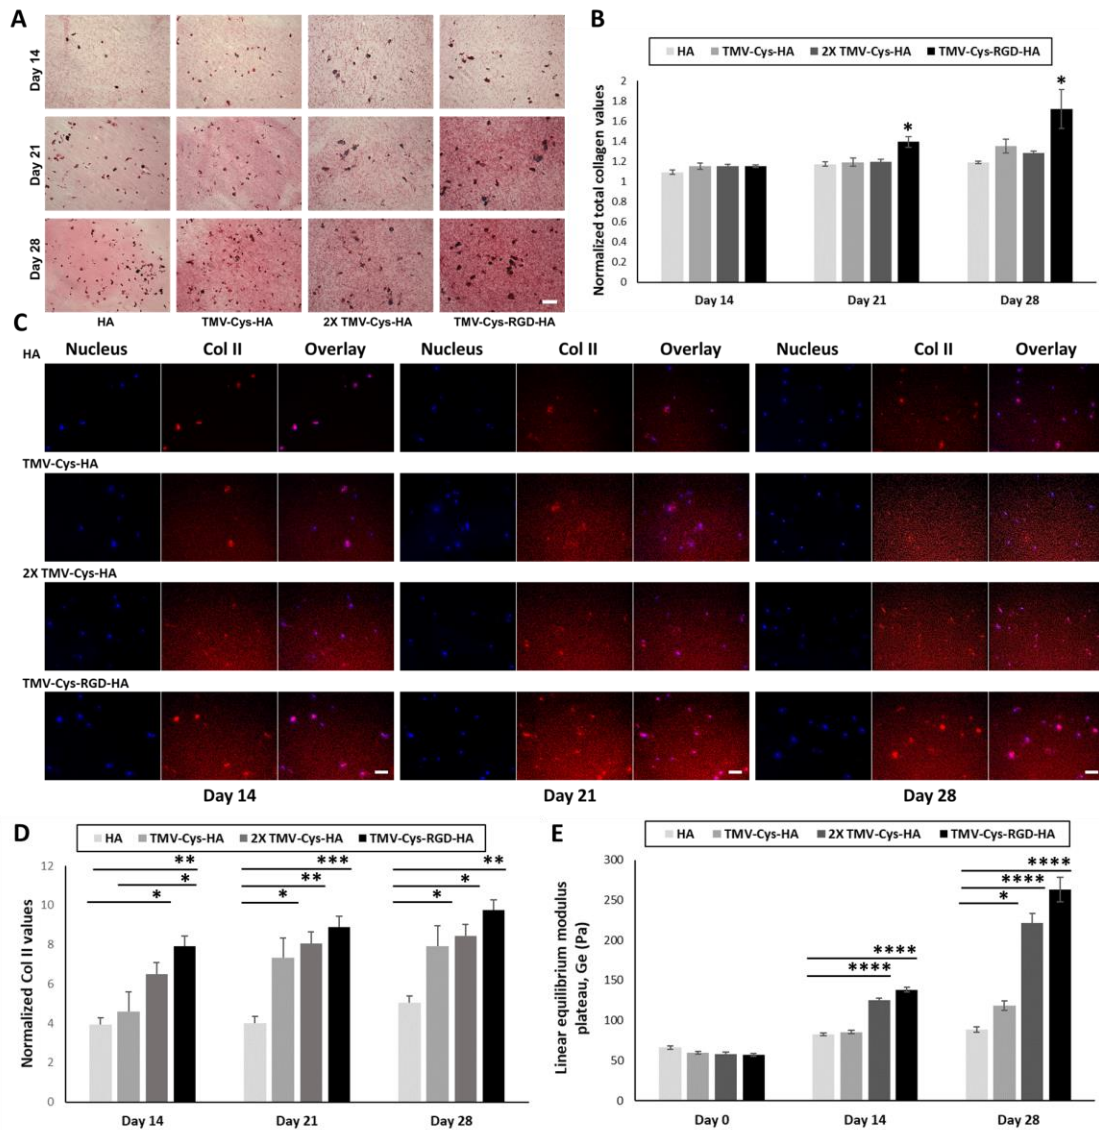 A
Day 14
Day 21
Day 28
HA TMV-Cys-HA 2X TMV-Cys-HA TMV-Cys-RGD-HA
B
HA TMV-Cys-HA 2X TMV-Cys-HA TMV-Cys-RGD-HA
Normalized total collagen values
2
1.8
1.6
1.4
1.2
1
0.8
0.6
0.4
0.2
0
*
*
Day 14 Day 21 Day 28
C
Nucleus Col II Overlay Nucleus Col II Overlay Nucleus Col II Overlay
HA
TMV-Cys-HA
2X TMV-Cys-HA
TMV-Cys-RGD-HA
Day 14 Day 21 Day 28
D
HA TMV-Cys-HA 2X TMV-Cys-HA TMV-Cys-RGD-HA
Normalized Col II values
12
10
8
6
4
2
0
**
*
*
***
**
*
**
*
*
Day 14 Day 21 Day 28
E
HA TMV-Cys-HA 2X TMV-Cys-HA TMV-Cys-RGD-HA
Linear equilibrium modulus
plateau, Ge (Pa)
300
250
200
150
100
50
0
****
****
****
****
*
Day 0 Day 14 Day 28